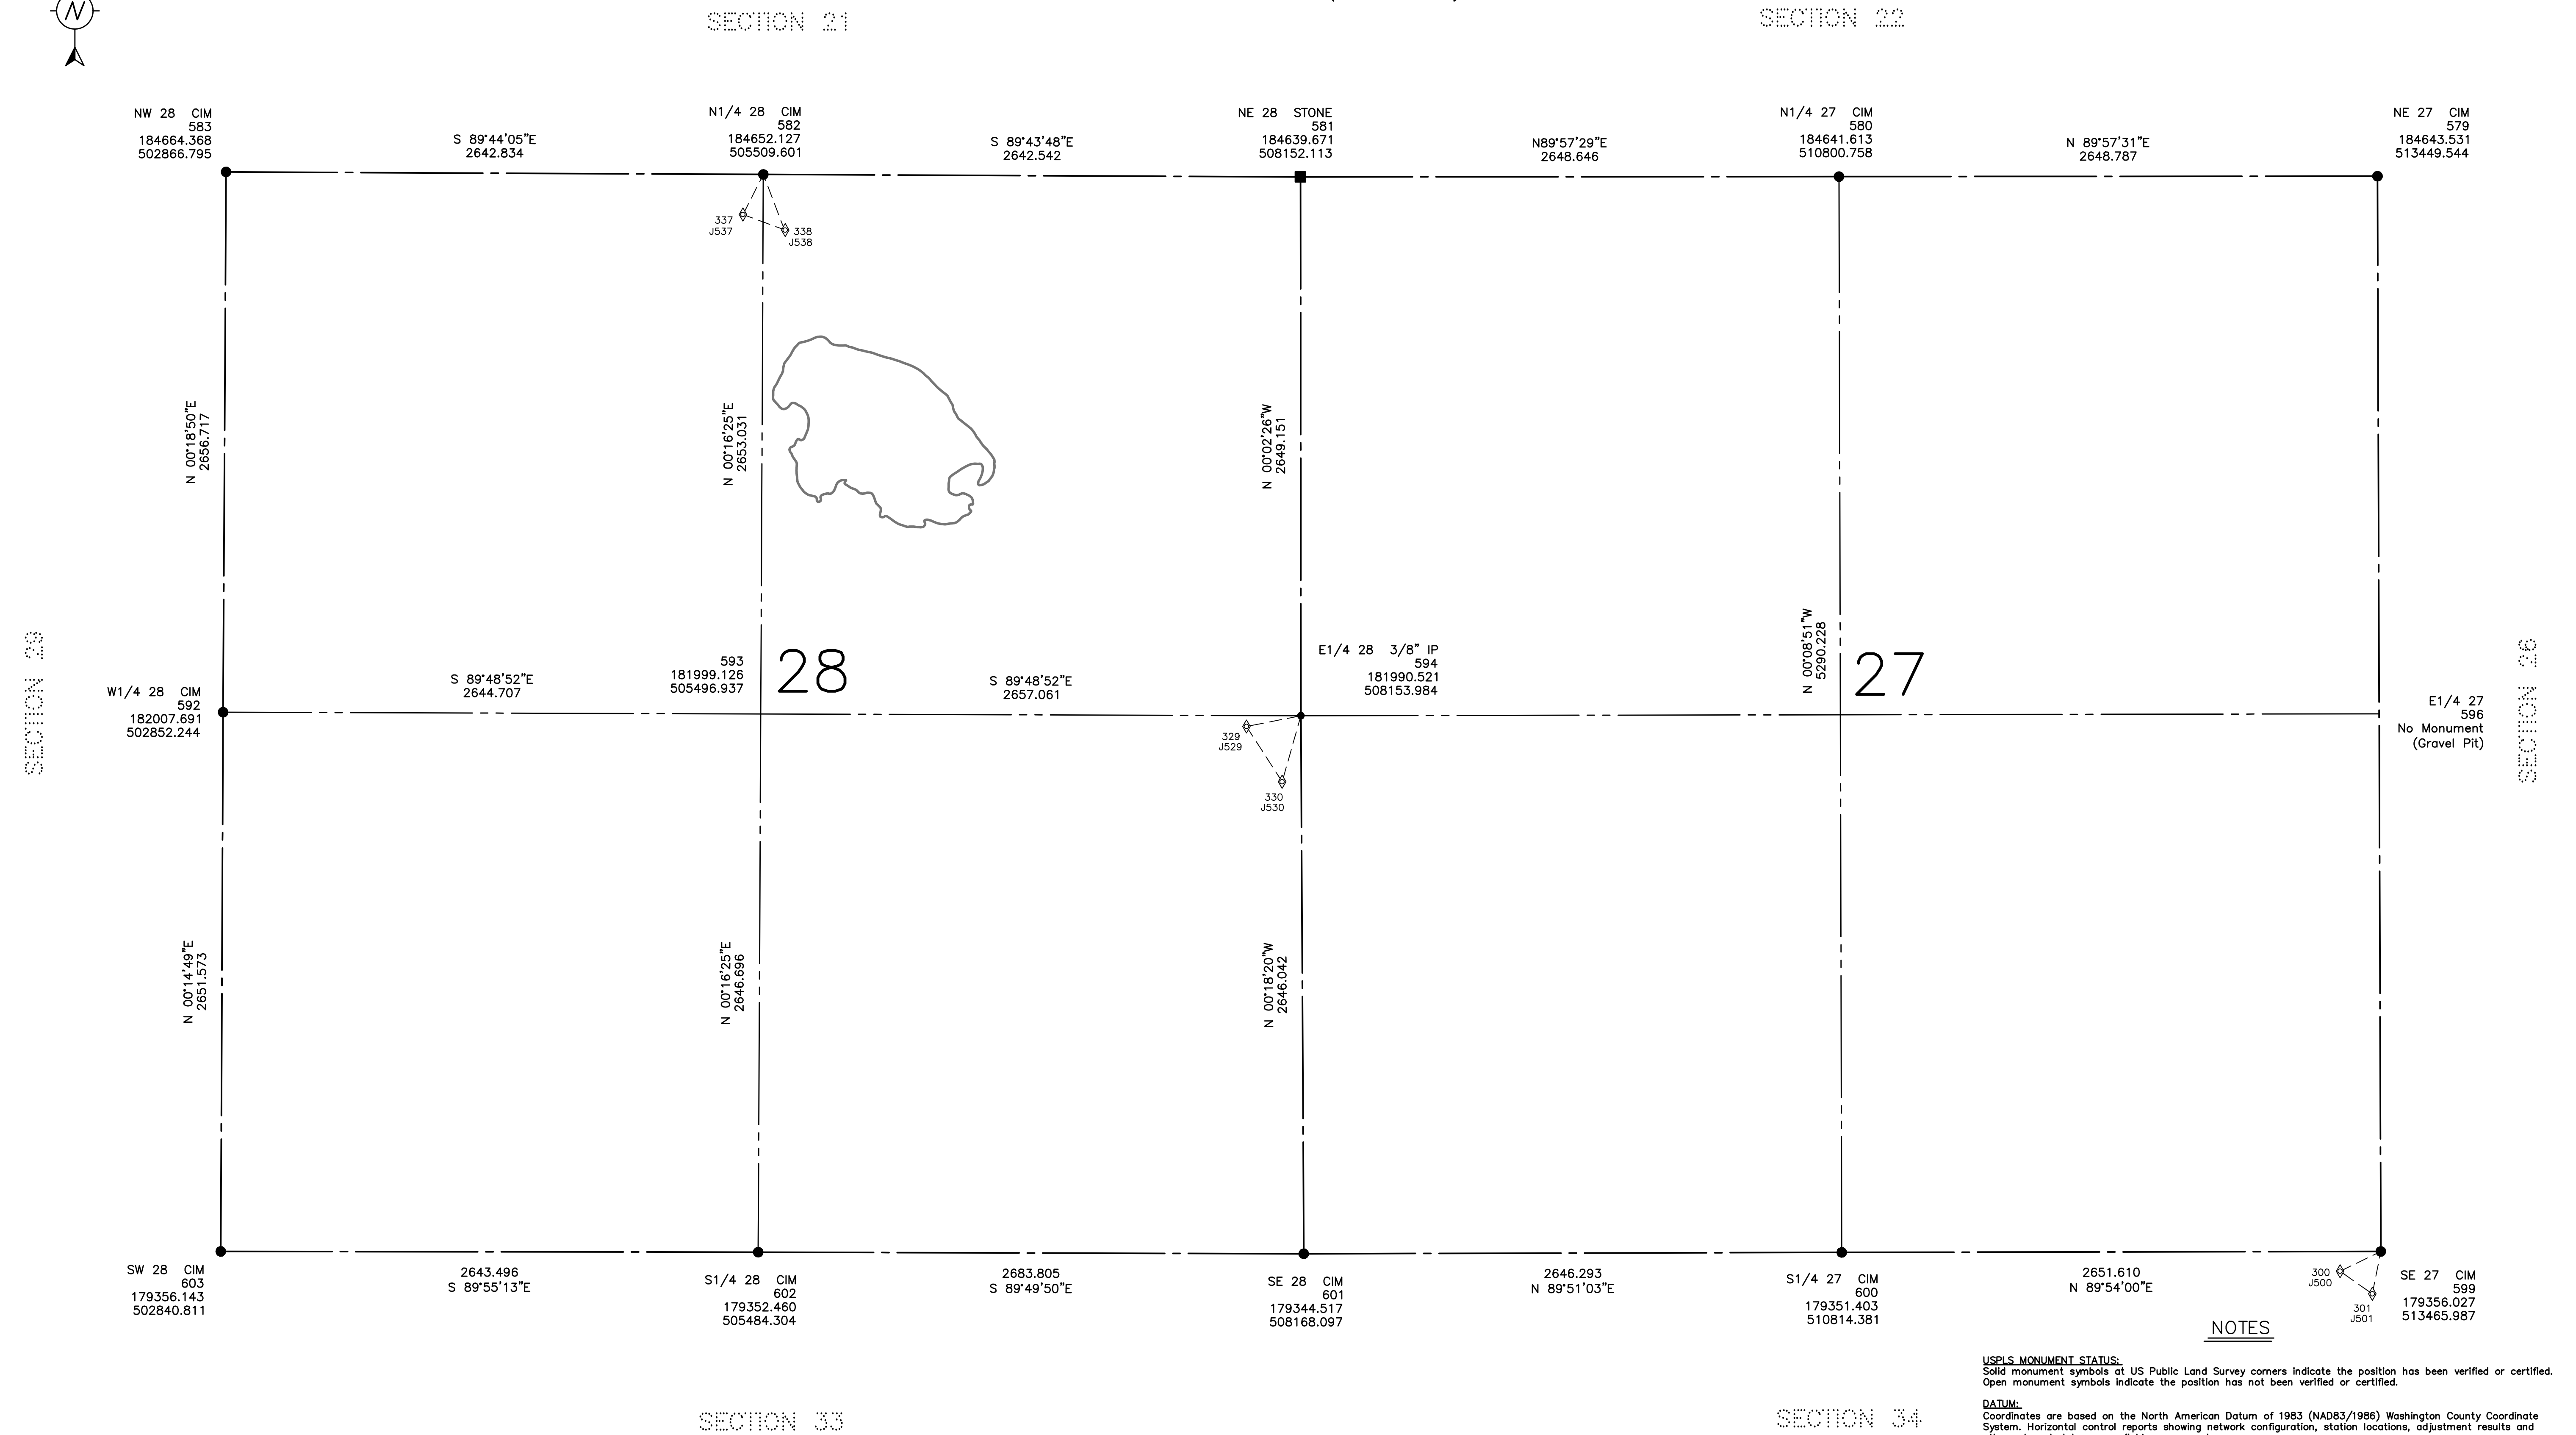 N
SECTION 21
SECTION 22
NW 28 CIM
583
184664.368
502866.795
S 89°44'05"E
2642.834
N1/4 28 CIM
582
184652.127
505509.601
S 89°43'48"E
2642.542
NE 28 STONE
581
184639.671
508152.113
N89°57'29"E
2648.646
N1/4 27 CIM
580
184641.613
510800.758
N 89°57'31"E
2648.787
NE 27 CIM
579
184643.531
513449.544
337
J537
338
J538
N 00°18'50"E
2656.717
N 00°16'25"E
2653.031
N 00°02'26"W
2649.151
N 00°08'51"W
5290.228
SECTION 29
W1/4 28 CIM
592
182007.691
502852.244
S 89°48'52"E
2644.707
593
181999.126
505496.937
28
S 89°48'52"E
2657.061
E1/4 28 3/8" IP
594
181990.521
508153.984
27
E1/4 27
596
No Monument
(Gravel Pit)
SECTION 26
329
J529
330
J530
N 00°14'49"E
2651.573
N 00°16'25"E
2646.696
N 00°18'20"W
2646.042
SW 28 CIM
603
179356.143
502840.811
2643.496
S 89°55'13"E
S1/4 28 CIM
602
179352.460
505484.304
2683.805
S 89°49'50"E
SE 28 CIM
601
179344.517
508168.097
2646.293
N 89°51'03"E
S1/4 27 CIM
600
179351.403
510814.381
2651.610
N 89°54'00"E
300
J500
301
J501
SE 27 CIM
599
179356.027
513465.987
NOTES
USPLS MONUMENT STATUS:
Solid monument symbols at US Public Land Survey corners indicate the position has been verified or certified.
Open monument symbols indicate the position has not been verified or certified.
DATUM:
Coordinates are based on the North American Datum of 1983 (NAD83/1986) Washington County Coordinate
System. Horizontal control reports showing network configuration, station locations, adjustment results and
SECTION 33
SECTION 34